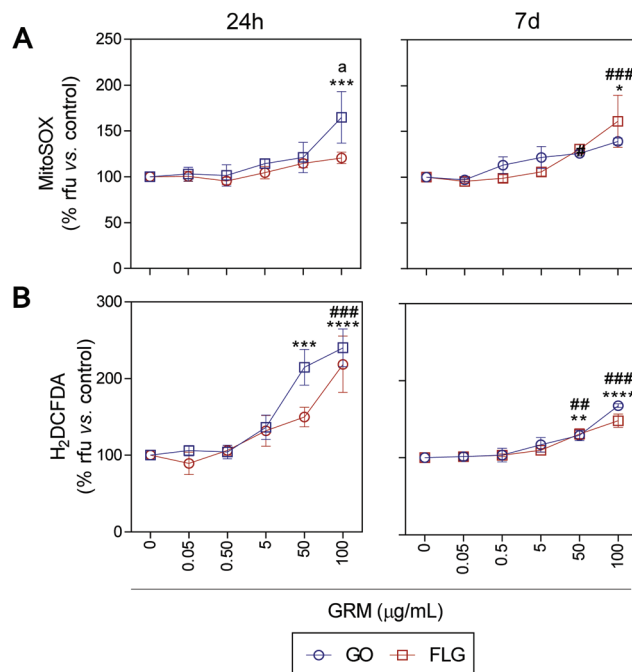 24h
7d
A
MitoSOX
(% rfu vs. control)
250
200
150
100
50
0
a
***
###
*
#
B
H₂DCFDA
(% rfu vs. control)
300
200
100
0
***
###
****
##
**
###
****
0
0.05
0.50
5
50
100
0
0.05
0.5
5
50
100
GRM (µg/mL)
GO
FLG